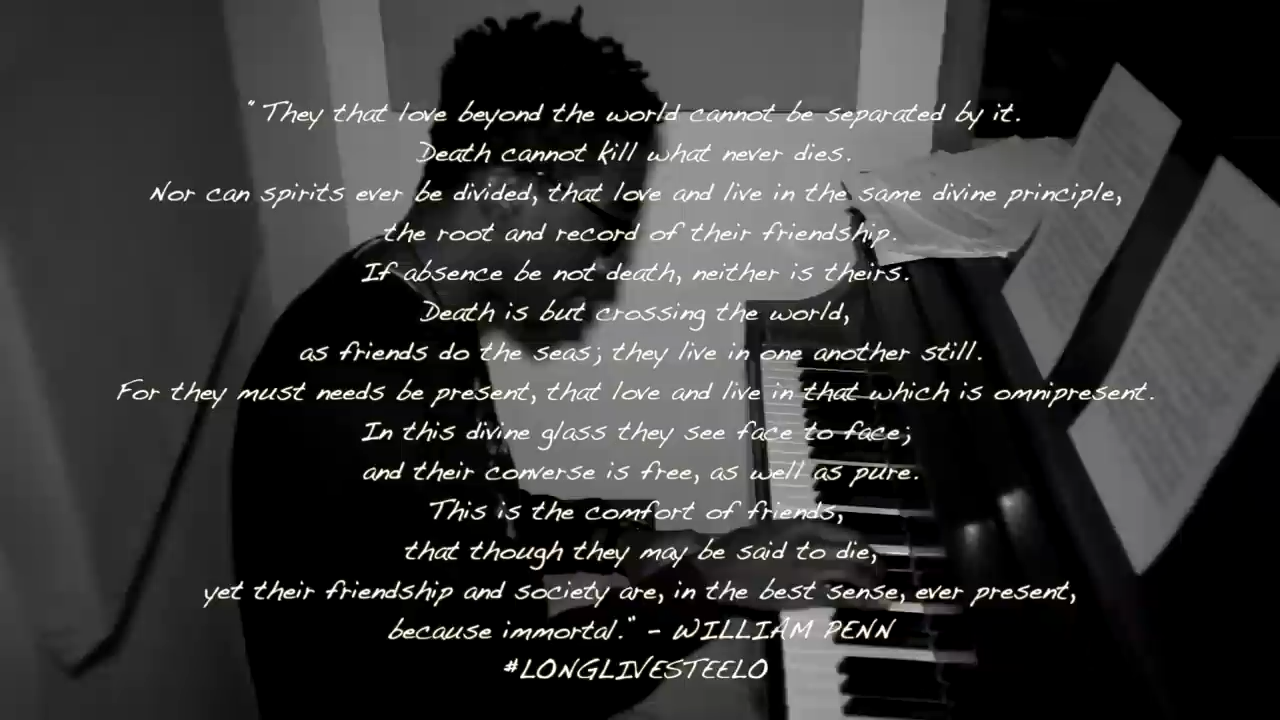 "They that love beyond the world cannot be separated by it.
Death cannot kill what never dies.
Nor can spirits ever be divided, that love and live in the same divine principle,
the root and record of their friendship.
If absence be not death, neither is theirs.
Death is but crossing the world,
as friends do the seas; they live in one another still.
For they must needs be present, that love and live in that which is omnipresent.
In this divine glass they see face to face;
and their converse is free, as well as pure.
This is the comfort of friends,
that though they may be said to die,
yet their friendship and society are, in the best sense, ever present,
because immortal." - WILLIAM PENN
#LONGLIVESTEELO